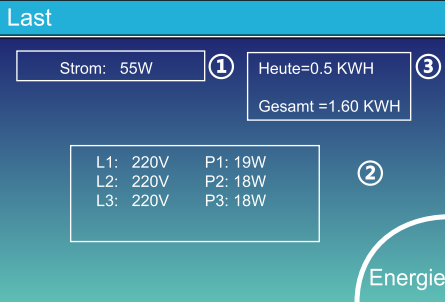 Last
Strom: 55W
①
Heute=0.5 KWH
Gesamt =1.60 KWH
③
L1: 220V P1: 19W
L2: 220V P2: 18W
L3: 220V P3: 18W
②
Energie